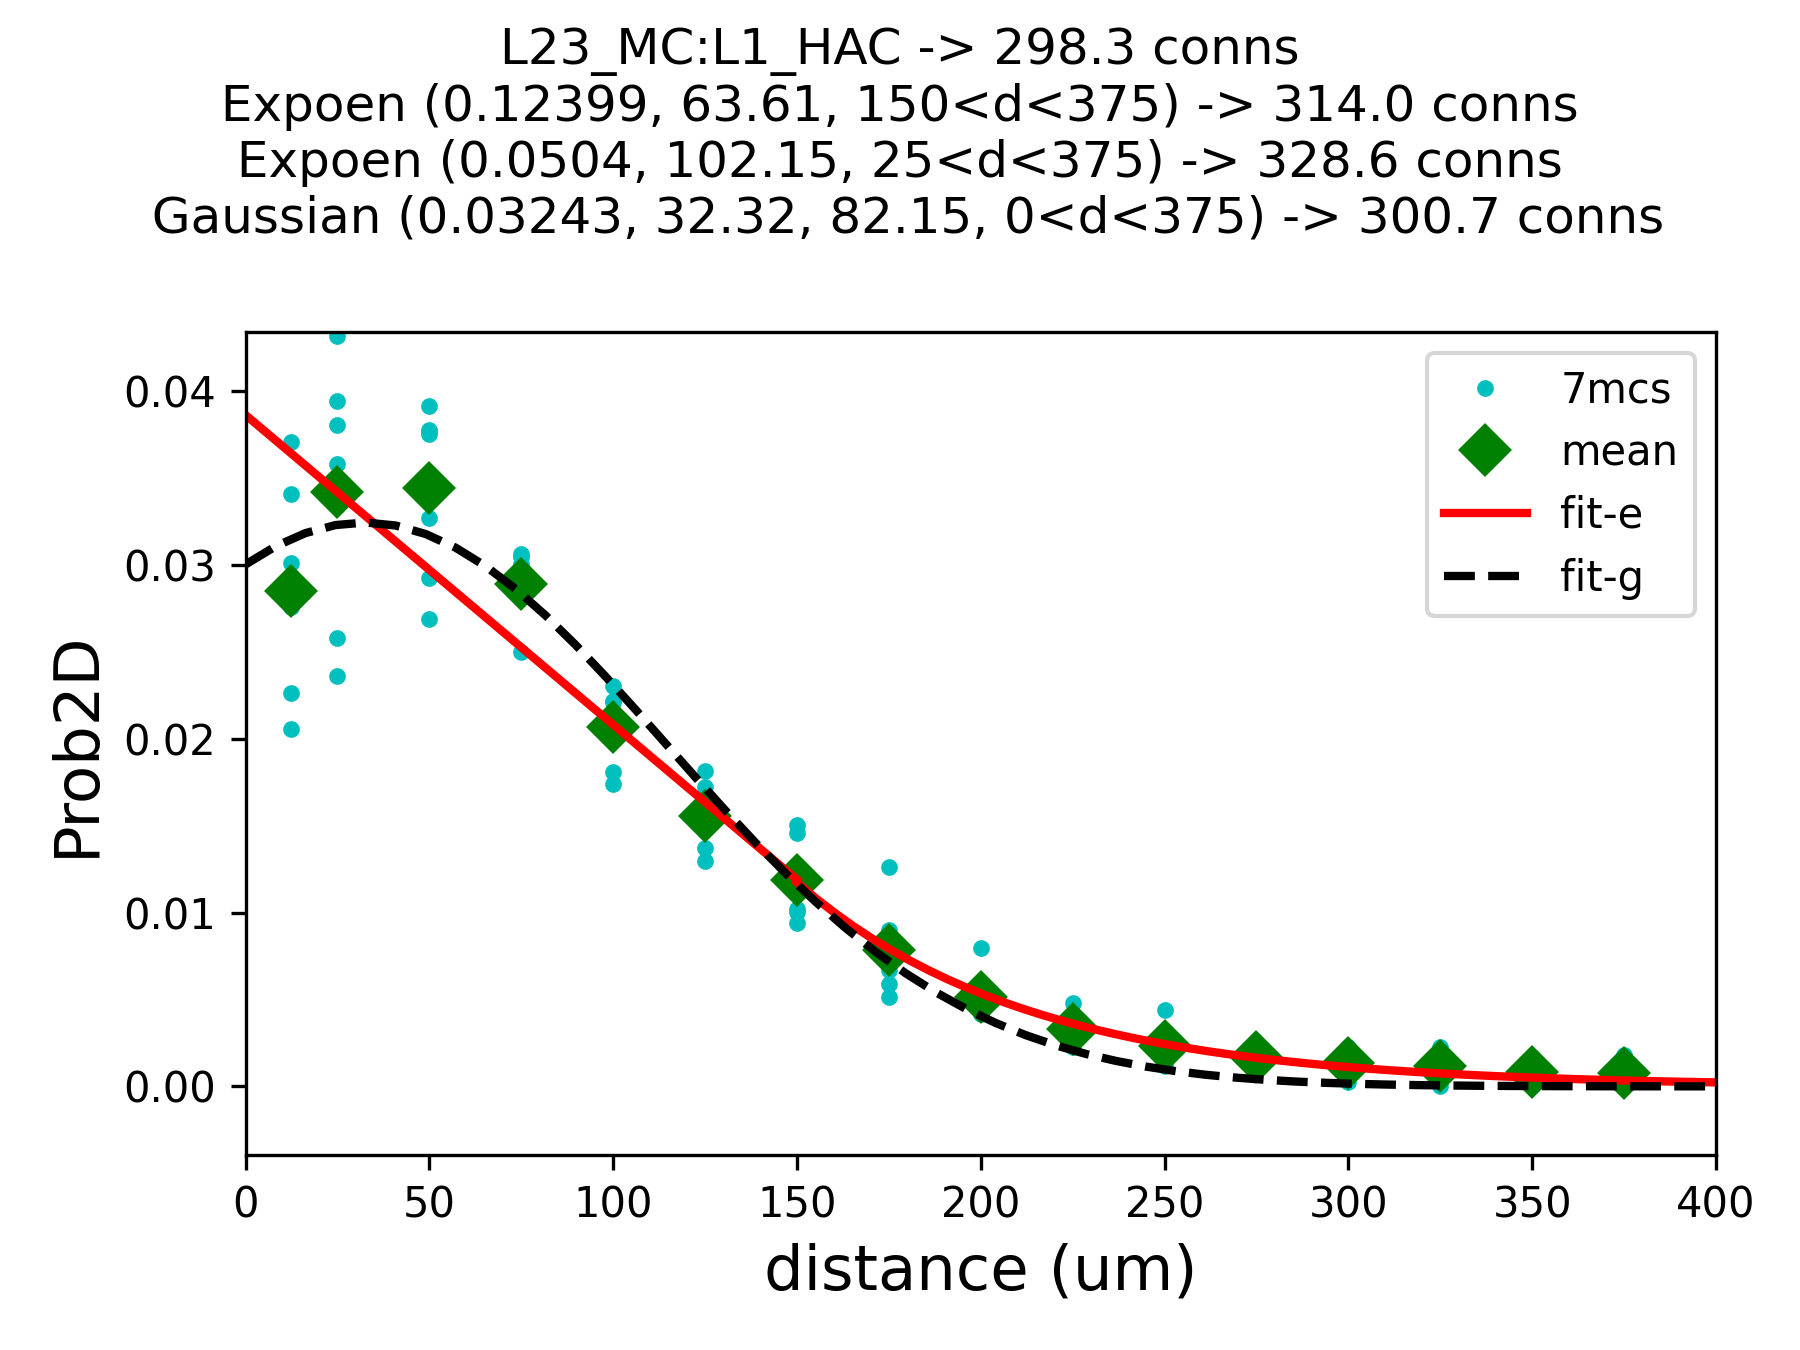 L23_MC:L1_HAC -> 298.3 conns
Expoen (0.12399, 63.61, 150<d<375) -> 314.0 conns
Expoen (0.0504, 102.15, 25<d<375) -> 328.6 conns
Gaussian (0.03243, 32.32, 82.15, 0<d<375) -> 300.7 conns
7mcs
mean
fit-e
fit-g
Prob2D
0.04
0.03
0.02
0.01
0.00
0 50 100 150 200 250 300 350 400
distance (um)